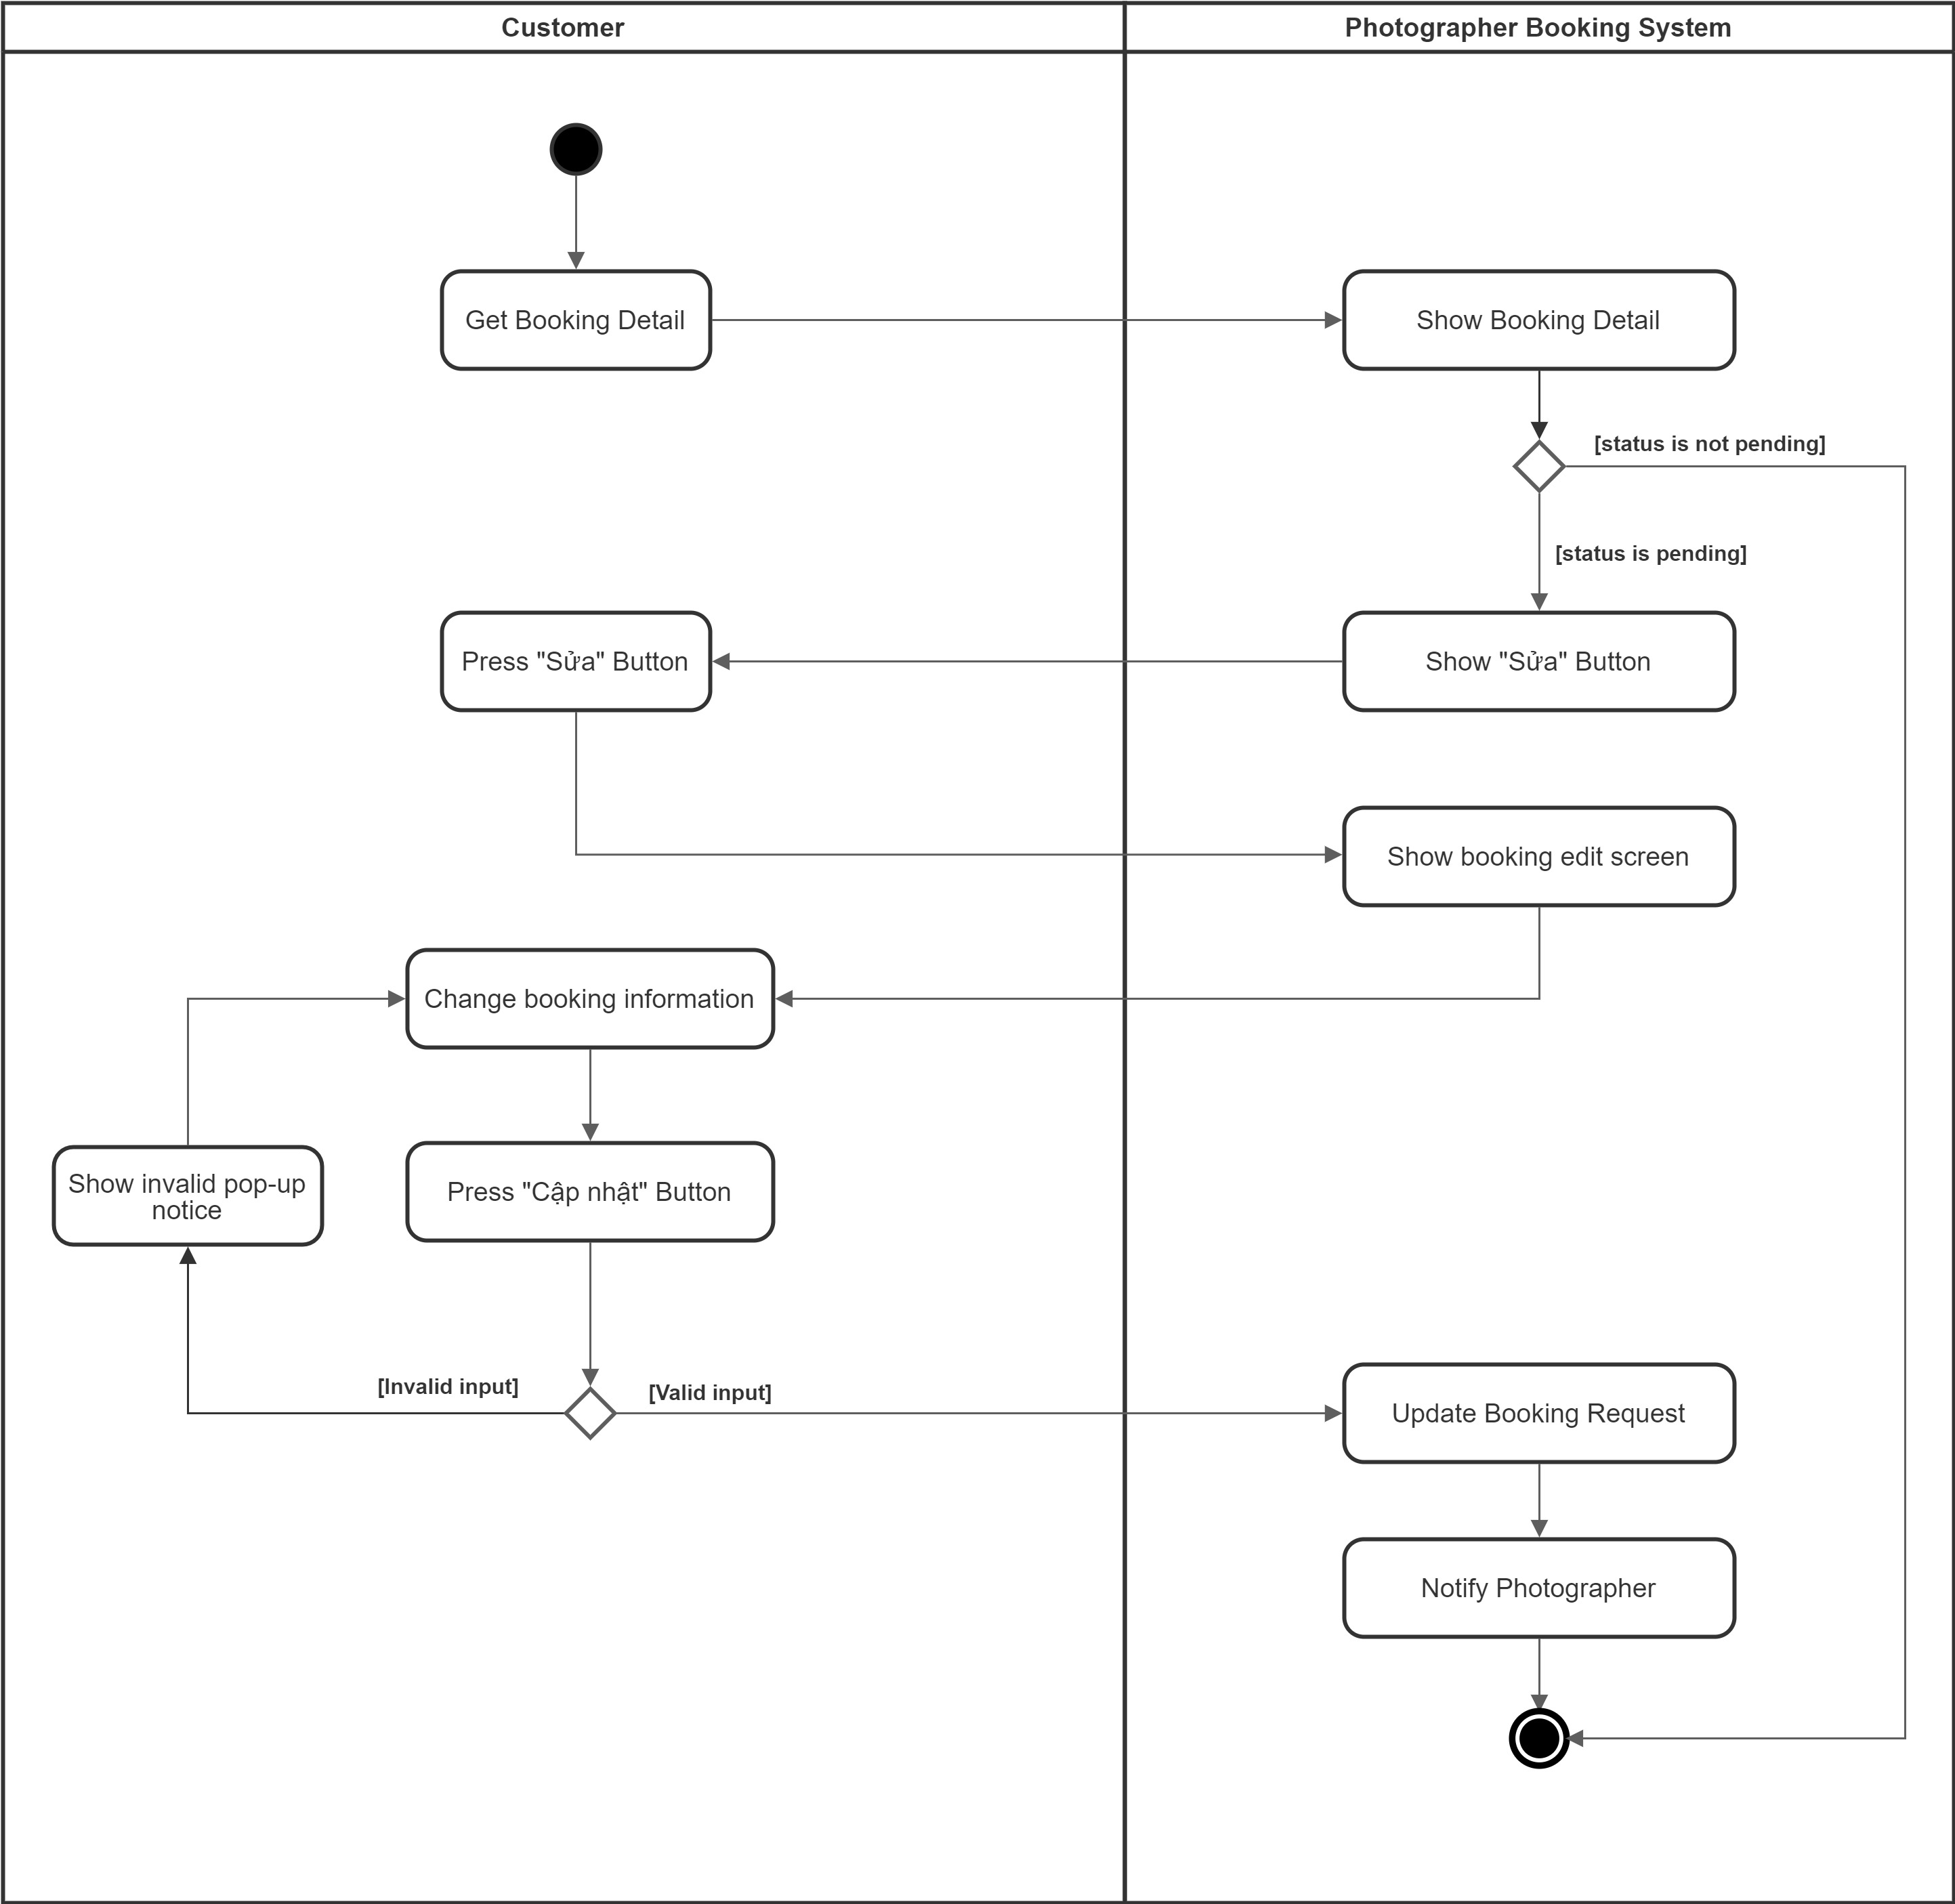 Customer
Photographer Booking System
Get Booking Detail
Show Booking Detail
[status is not pending]
[status is pending]
Press "Sửa" Button
Show "Sửa" Button
Show booking edit screen
Change booking information
Show invalid pop-up
notice
Press "Cập nhật" Button
[Invalid input]
[Valid input]
Update Booking Request
Notify Photographer